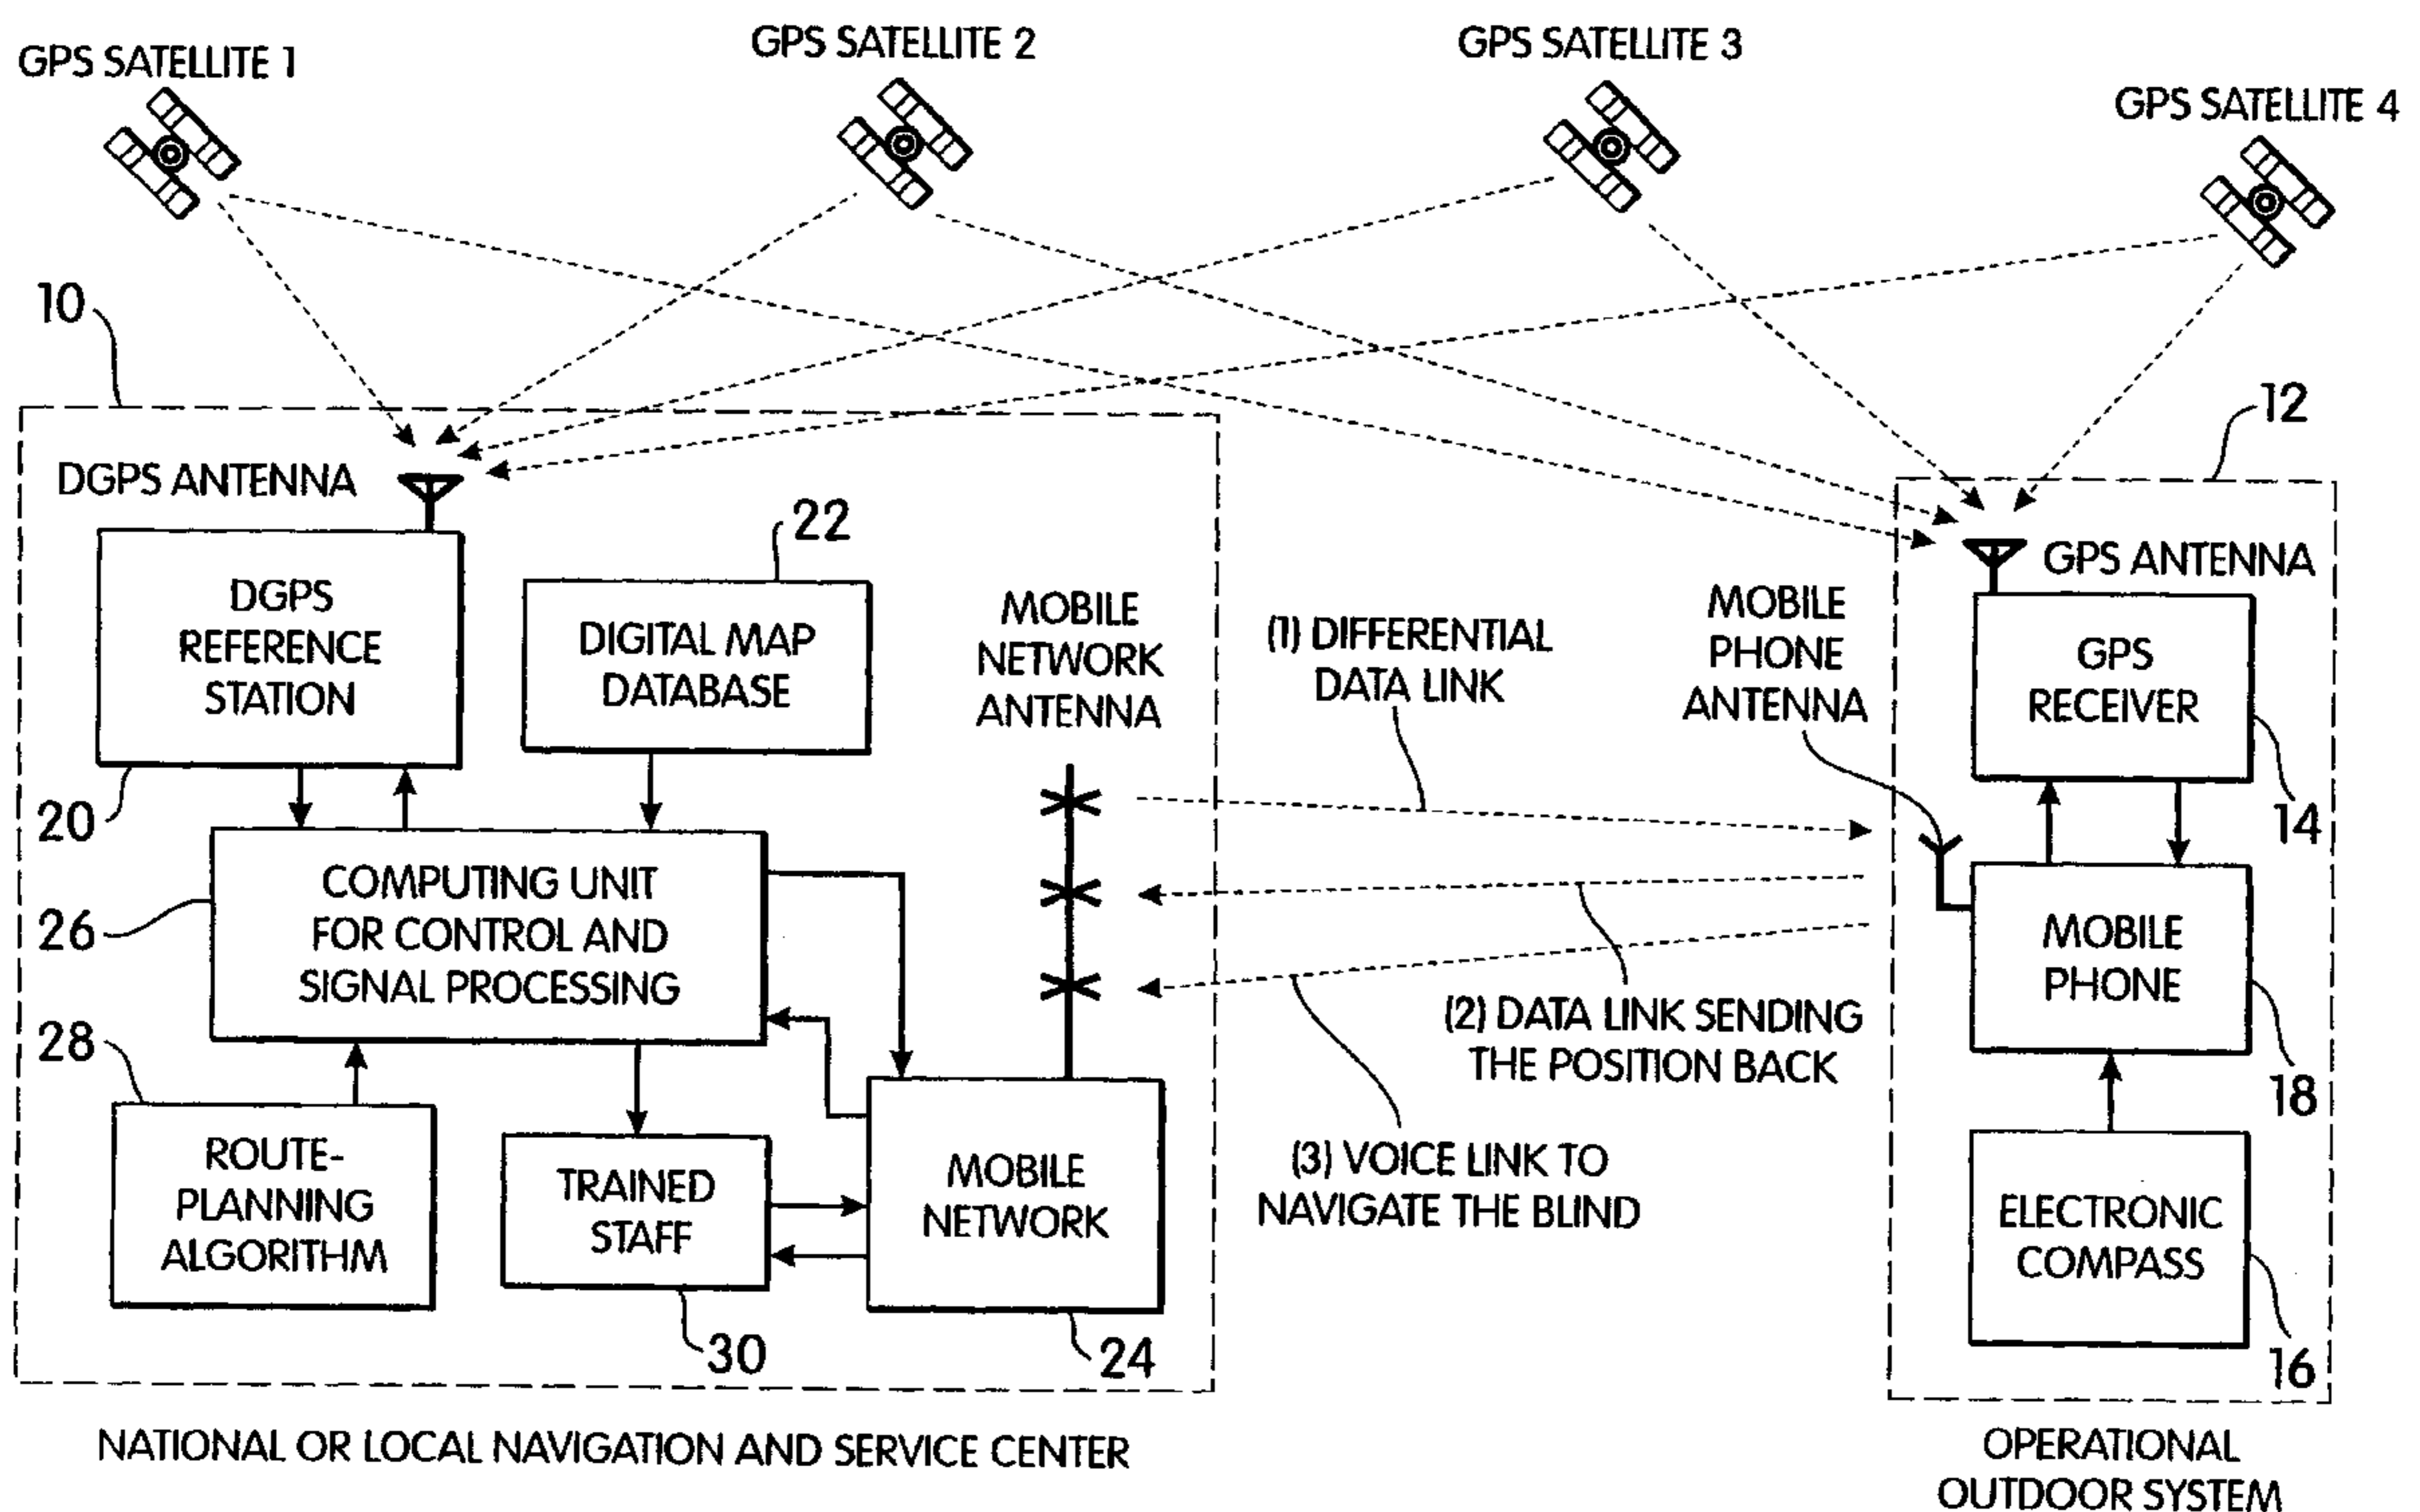 GPS SATELLITE 1
GPS SATELLITE 2
GPS SATELLITE 3
GPS SATELLITE 4
10
12
DGPS ANTENNA
DGPS
REFERENCE
STATION
20
22
DIGITAL MAP
DATABASE
MOBILE
NETWORK
ANTENNA
COMPUTING UNIT
FOR CONTROL AND
SIGNAL PROCESSING
26
28
ROUTE-
PLANNING
ALGORITHM
TRAINED
STAFF
30
MOBILE
NETWORK
24
NATIONAL OR LOCAL NAVIGATION AND SERVICE CENTER
(1) DIFFERENTIAL
DATA LINK
(2) DATA LINK SENDING
THE POSITION BACK
(3) VOICE LINK TO
NAVIGATE THE BLIND
MOBILE
PHONE
ANTENNA
GPS ANTENNA
GPS
RECEIVER
14
MOBILE
PHONE
18
ELECTRONIC
COMPASS
16
OPERATIONAL
OUTDOOR SYSTEM